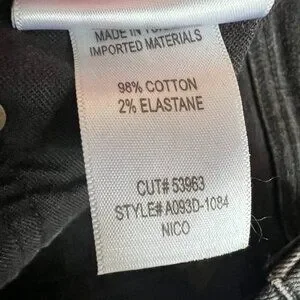 MADE IN
IMPORTED MATERIALS
98% COTTON
2% ELASTANE
CUT# 53963
STYLE# A093D-1084
NICO